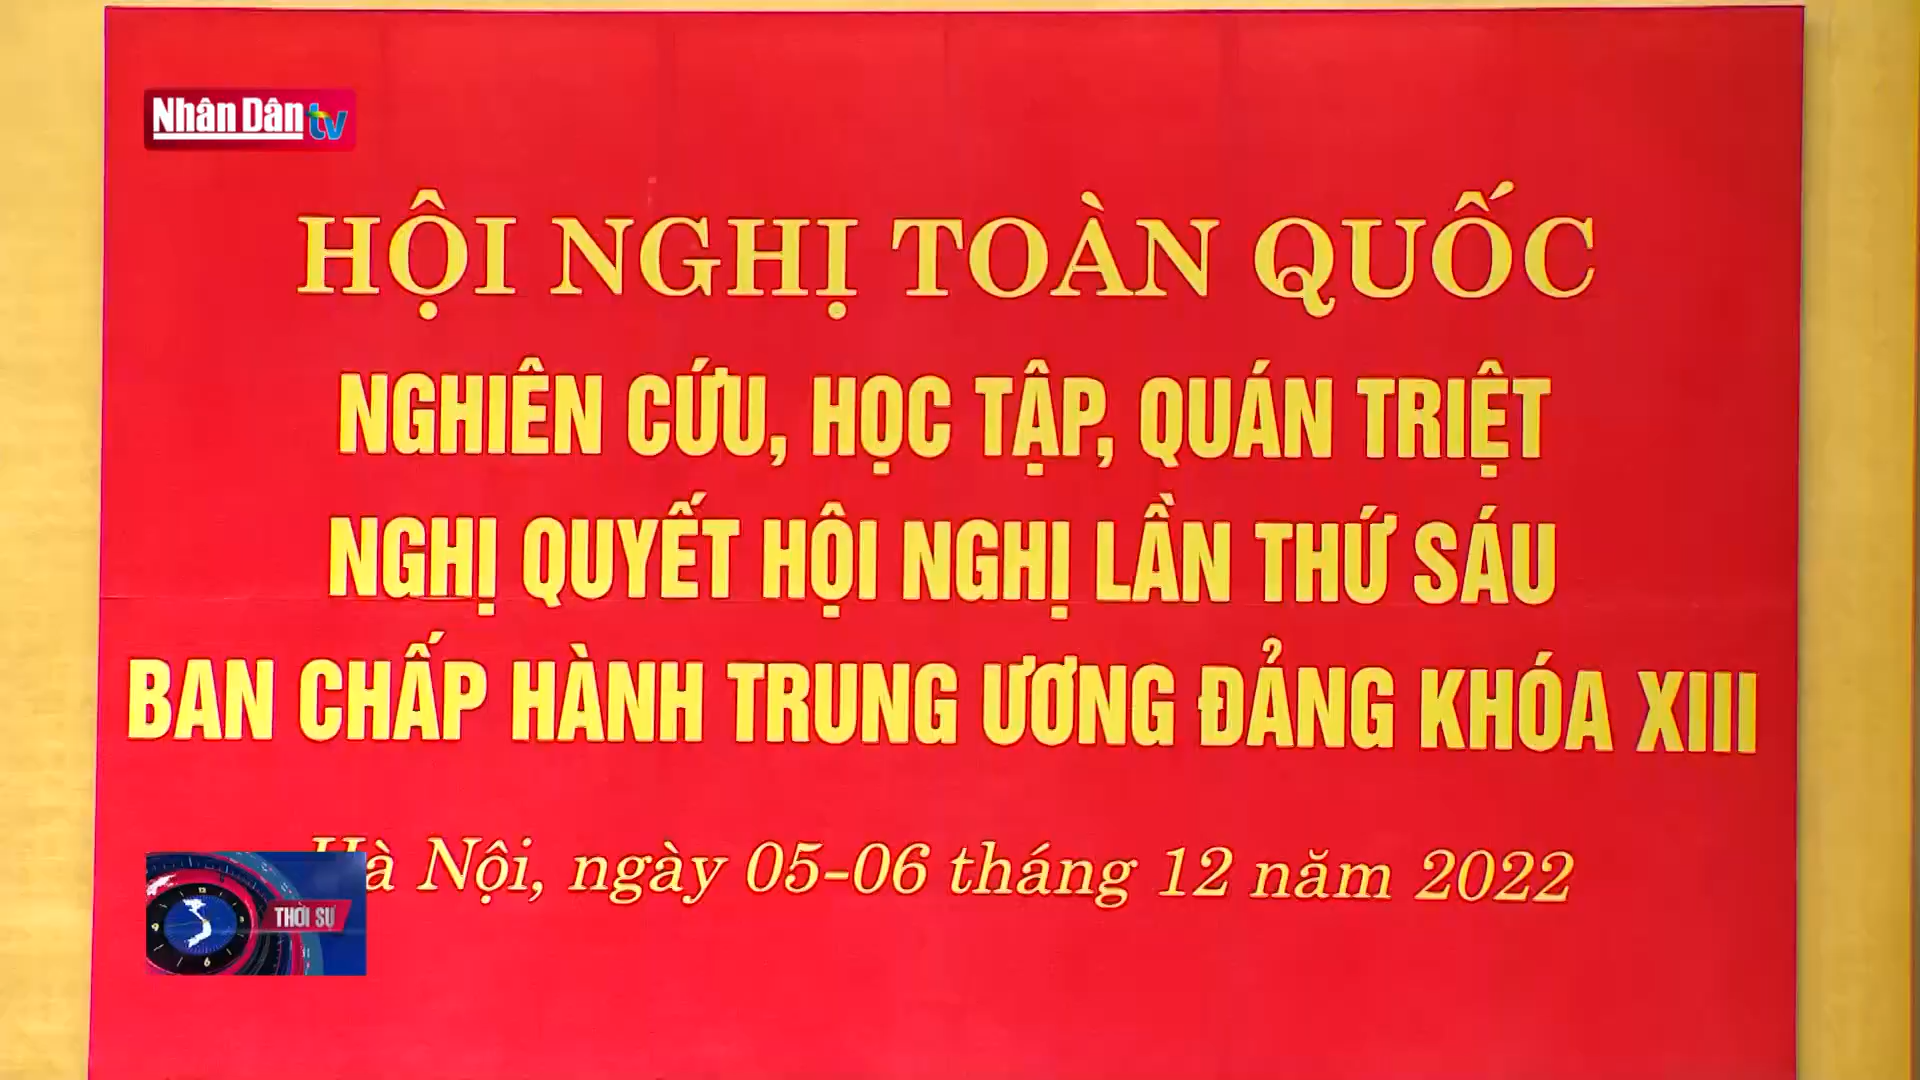 Nhân Dân tv
HỘI NGHỊ TOÀN QUỐC
NGHIÊN CỨU, HỌC TẬP, QUÁN TRIỆT
NGHỊ QUYẾT HỘI NGHỊ LẦN THỨ SÁU
BAN CHẤP HÀNH TRUNG ƯƠNG ĐẢNG KHÓA XIII
Hà Nội, ngày 05-06 tháng 12 năm 2022
THỜI SỰ